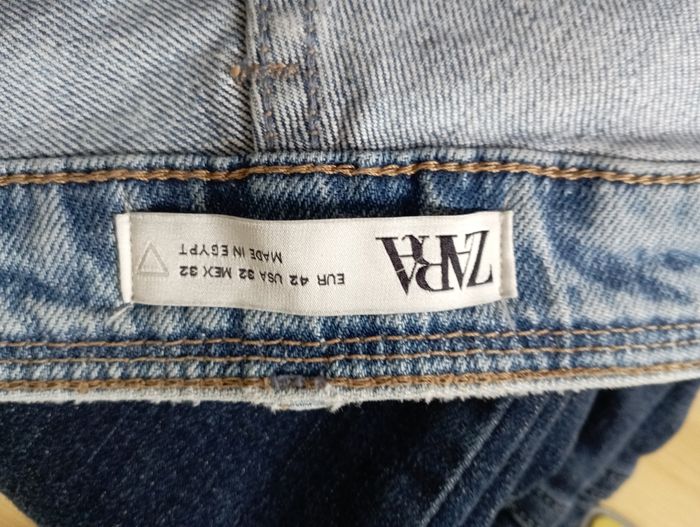 ZARA
EUR 42 USA 32 MEX 32
MADE IN EGYPT